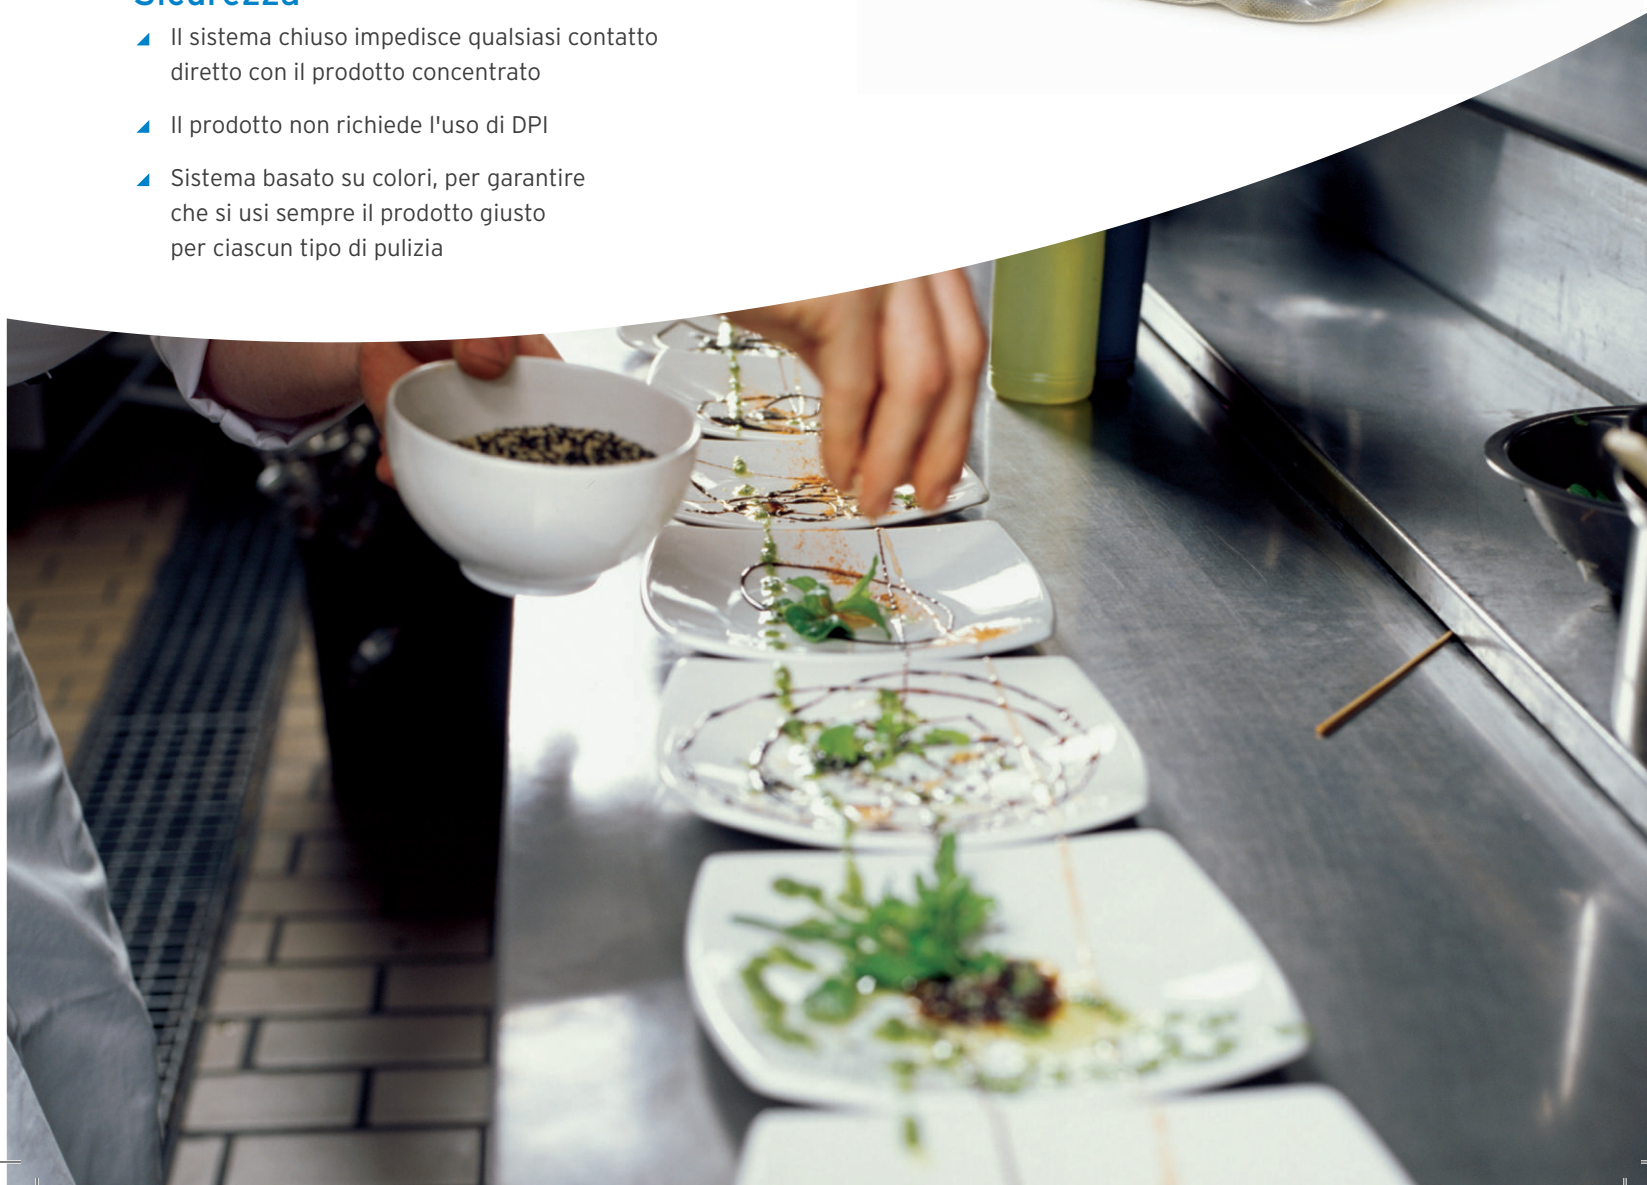 Sicurezza
Il sistema chiuso impedisce qualsiasi contatto
diretto con il prodotto concentrato
Il prodotto non richiede l'uso di DPI
Sistema basato su colori, per garantire
che si usi sempre il prodotto giusto
per ciascun tipo di pulizia